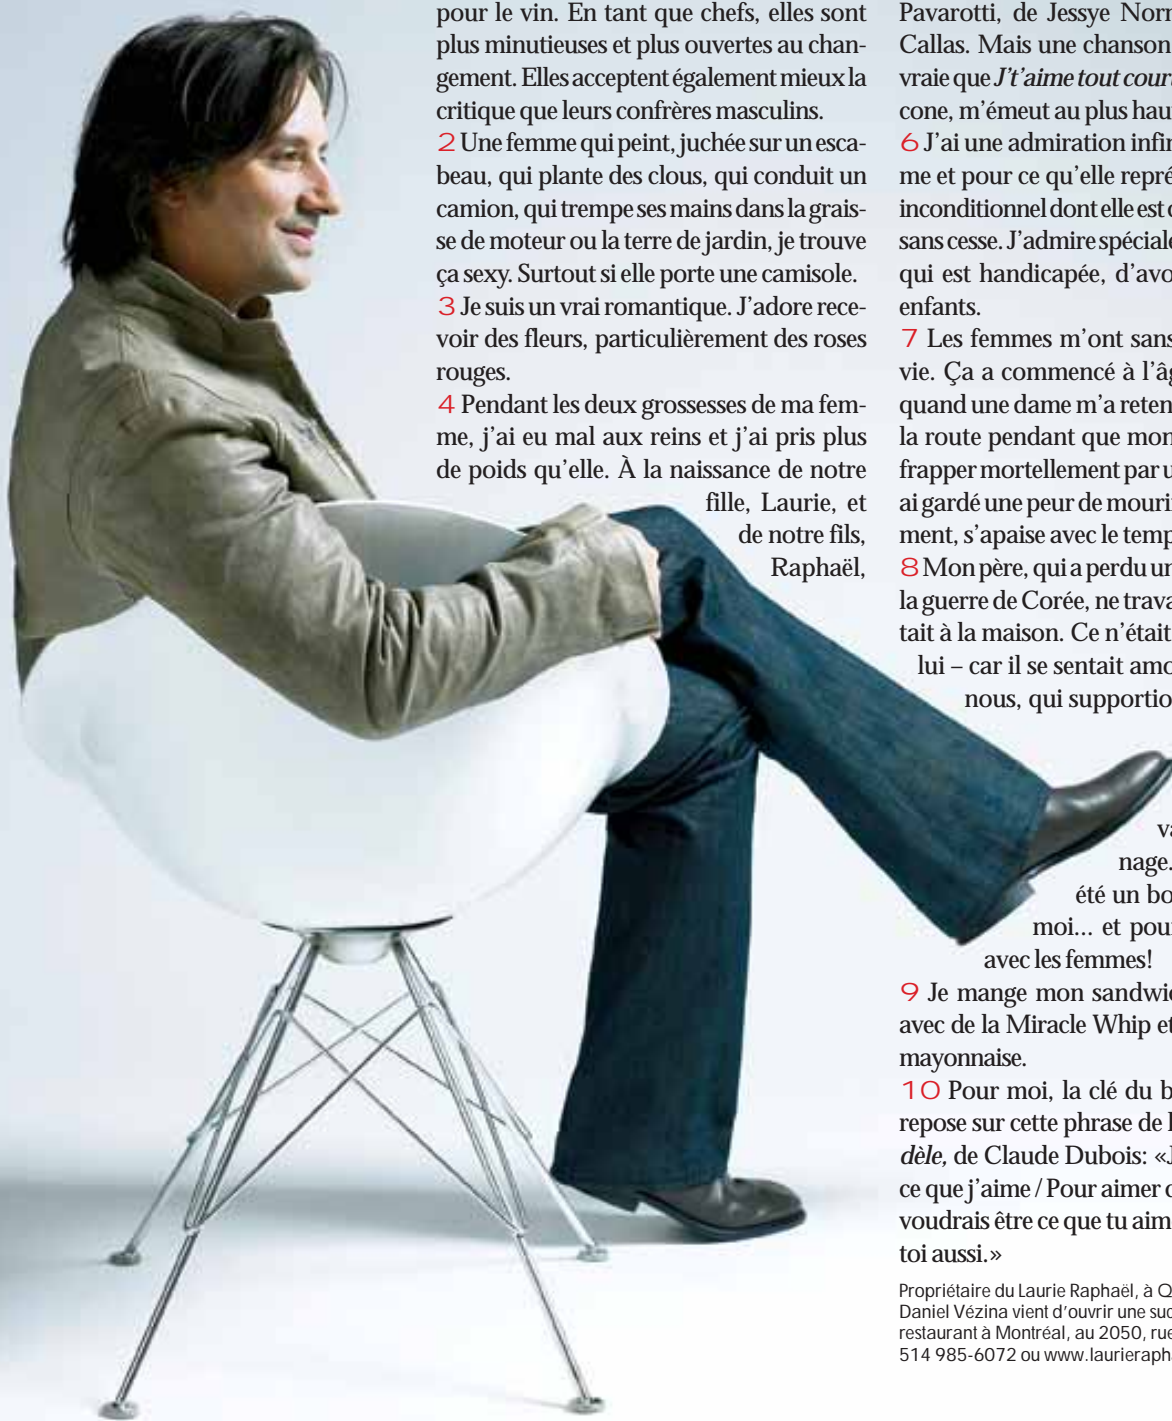 pour le vin. En tant que chefs, elles sont
plus minutieuses et plus ouvertes au chan-
gement. Elles acceptent également mieux la
critique que leurs confrères masculins.
2 Une femme qui peint, juchée sur un esca-
beau, qui plante des clous, qui conduit un
camion, qui trempe ses mains dans la grais-
se de moteur ou la terre de jardin, je trouve
ça sexy. Surtout si elle porte une camisole.
3 Je suis un vrai romantique. J'adore rece-
voir des fleurs, particulièrement des roses
rouges.
4 Pendant les deux grossesses de ma fem-
me, j'ai eu mal aux reins et j'ai pris plus
de poids qu'elle. À la naissance de notre
fille, Laurie, et
de notre fils,
Raphaël,
Pavarotti, de Jessye
Callas. Mais une chanson
vraie que J't'aime tout
cone, m'émeut au plus
6 J'ai une admiration
me et pour ce qu'elle
inconditionnel dont elle est
sans cesse. J'admire
qui est handicapée,
enfants.
7 Les femmes m'ont
vie. Ça a commencé à
quand une dame m'a
la route pendant que
frapper mortellement par
ai gardé une peur de
ment, s'apaise avec le
8 Mon père, qui a perdu
la guerre de Corée, ne
tait à la maison. Ce n'était
lui – car il se sentait
nous, qui
nage.
été un
moi... et
avec les femmes!
9 Je mange mon
avec de la Miracle Whip
mayonnaise.
10 Pour moi, la clé du
repose sur cette phrase de
dèle, de Claude Dubois:
ce que j'aime / Pour aimer
voudrais être ce que tu
toi aussi.»
Propriétaire du Laurie Raphaël, à
Daniel Vézina vient d'ouvrir une
restaurant à Montréal, au 2050,
514 985-6072 ou